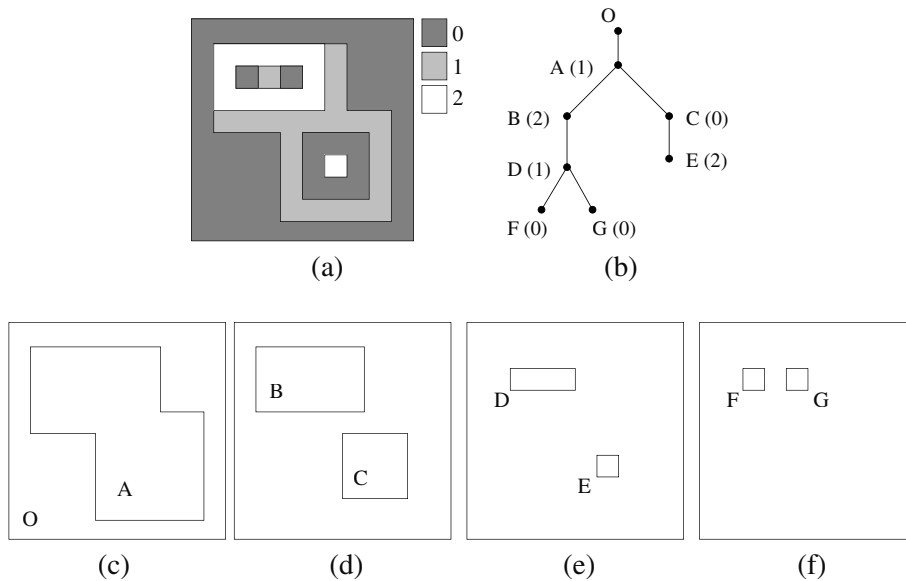 0
1
2
(a)
O
A (1)
B (2)
C (0)
D (1)
E (2)
F (0)
G (0)
(b)
O
A
(c)
B
C
(d)
D
E
(e)
F
G
(f)